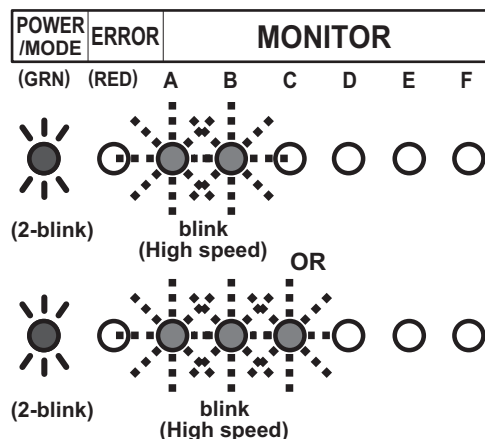 POWER ERROR MONITOR
/MODE
(GRN) (RED) A B C D E F
(2-blink) blink
(High speed)
OR
(2-blink) blink
(High speed)